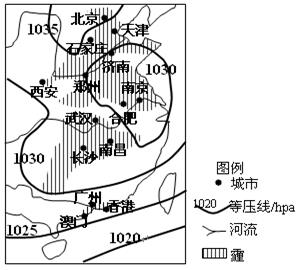 北京
1035
天津
石家庄
济南
1030
西安
郑州
南京
武汉
合肥
南昌
1030
长沙
广州
香港
澳门
1025
1020
图例
城市
1020 等压线/hpa
河流
霾